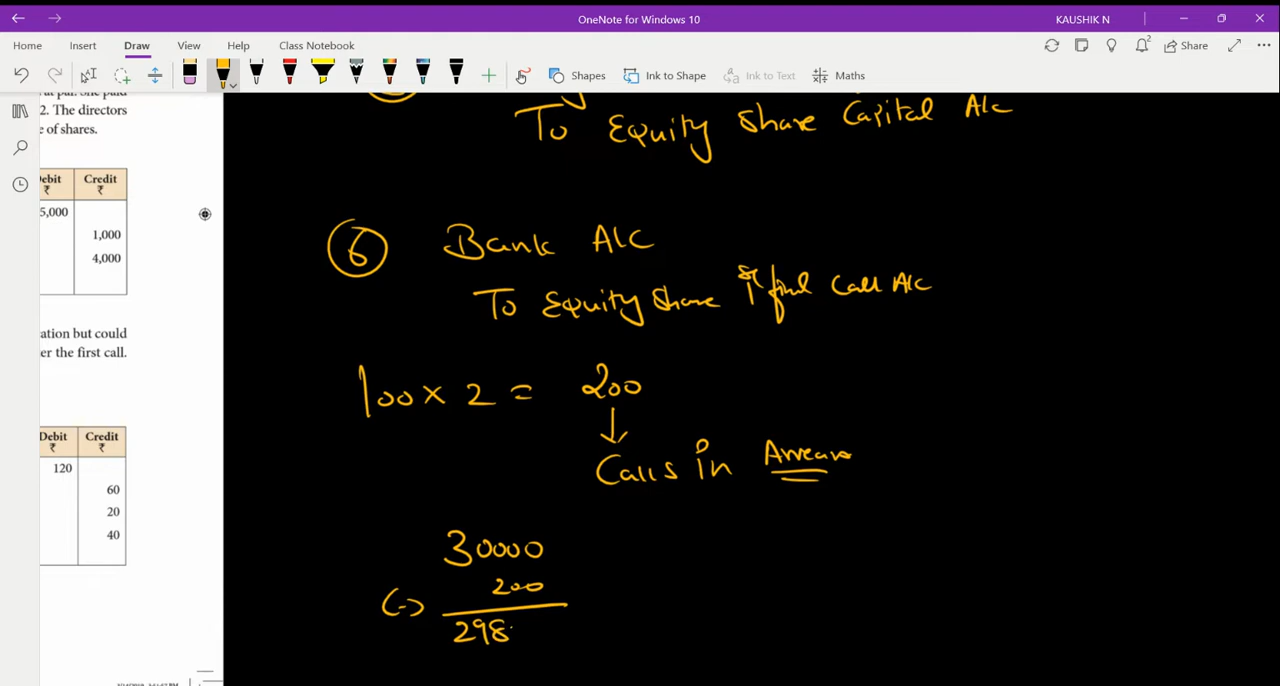 OneNote for Windows 10
KAUSHIK N
Home Insert Draw View Help Class Notebook
Share
Shapes
Ink to Shape
Ink to Text
Maths
2. The directors
e of shares.
ebit Credit
₹ ₹
5,000
1,000
4,000
ation but could
er the first call.
Debit Credit
₹ ₹
120
60
20
40
To Equity Share Capital A/c
6 Bank A/c
To Equity Share & final Call A/c
100 × 2 = 200
Calls in Arrears
30000
(-) 200
298